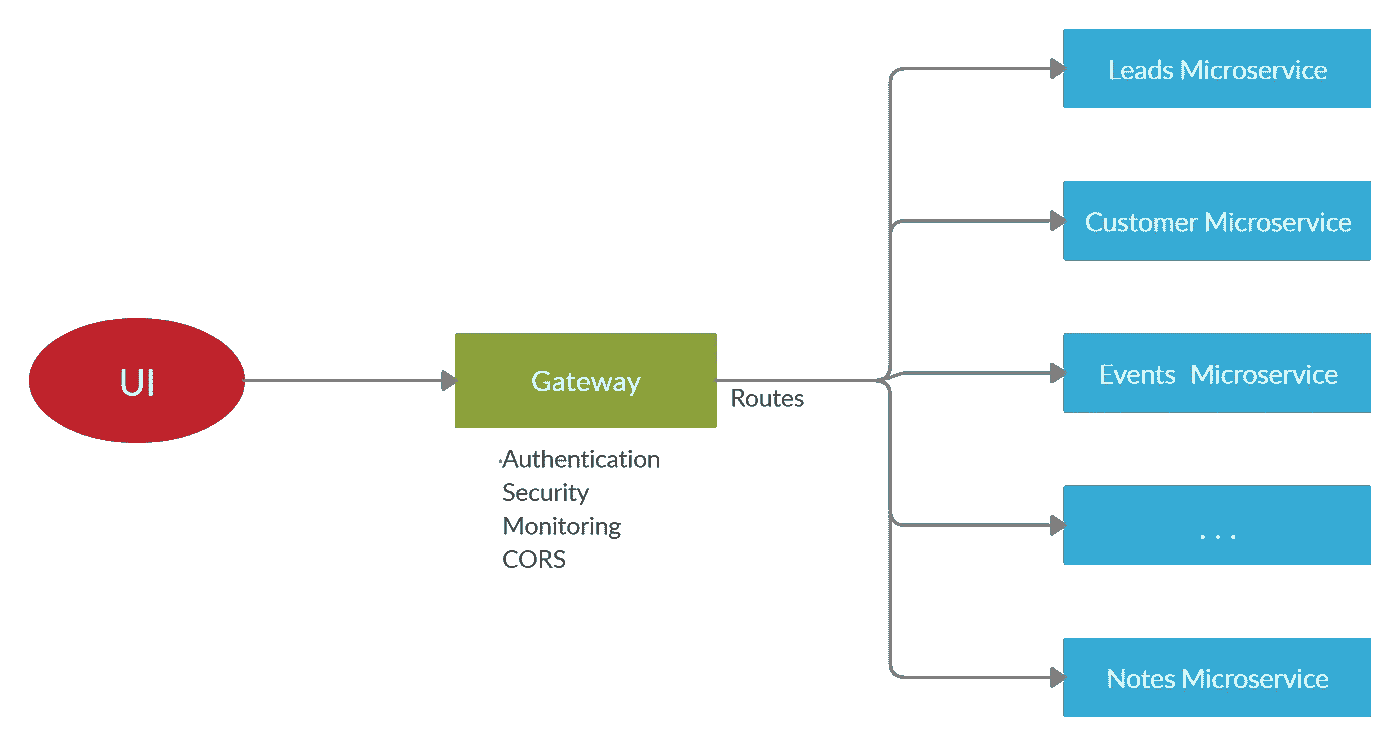 Leads Microservice
Customer Microservice
UI
Gateway
Events Microservice
Routes
·Authentication
Security
Monitoring
CORS
...
Notes Microservice